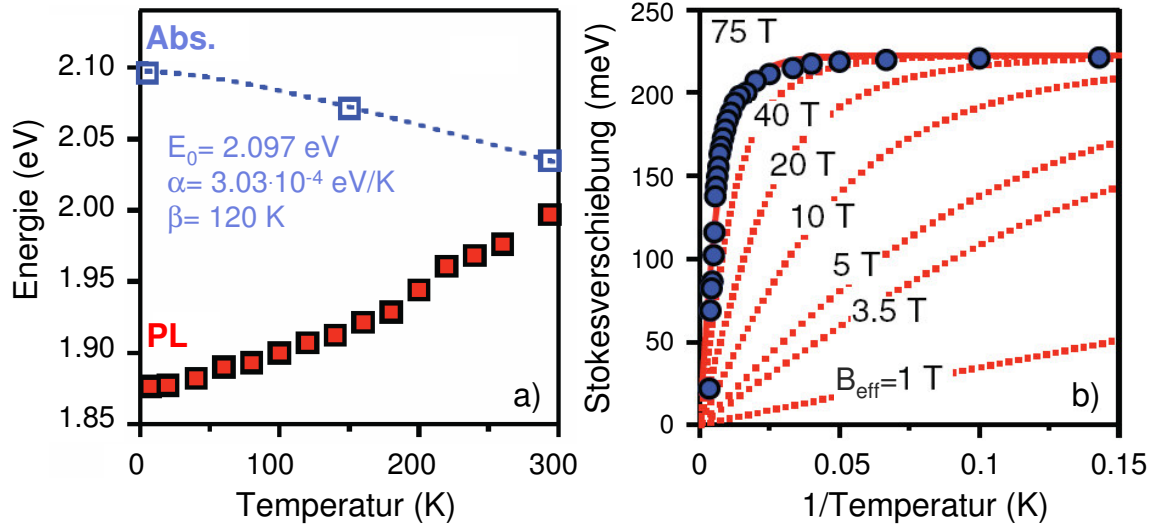 Abs.
2.10
2.05
E₀= 2.097 eV
α= 3.03·10⁻⁴ eV/K
β= 120 K
2.00
1.95
1.90
1.85
PL
a)
Energie (eV)
0
100
200
300
Temperatur (K)
250
200
150
100
50
0
Stokesverschiebung (meV)
75 T
40 T
20 T
10 T
5 T
3.5 T
B_eff=1 T
b)
0
0.05
0.1
0.15
1/Temperatur (K)